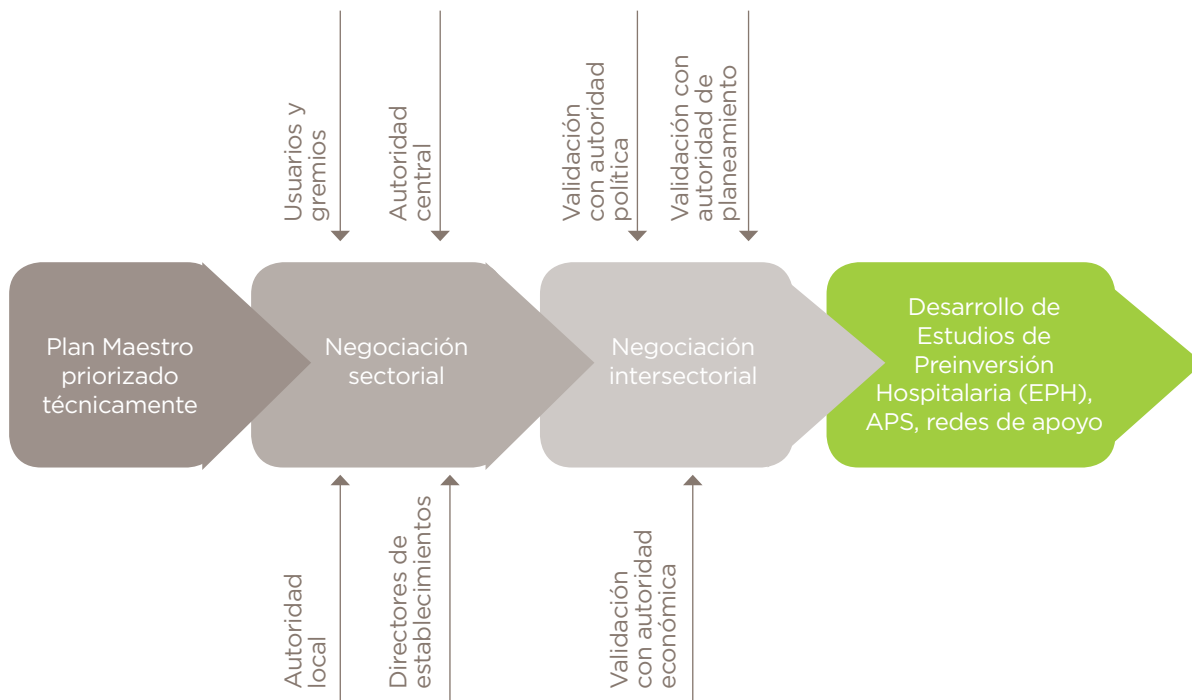 Usuarios y
gremios
Autoridad
central
Validación
con autoridad
política
Validación con
autoridad de
planeamiento
Plan Maestro
priorizado
técnicamente
Negociación
sectorial
Negociación
intersectorial
Desarrollo de
Estudios de
Preinversión
Hospitalaria (EPH),
APS, redes de apoyo
Autoridad
local
Directores de
establecimientos
Validación
con autoridad
económica